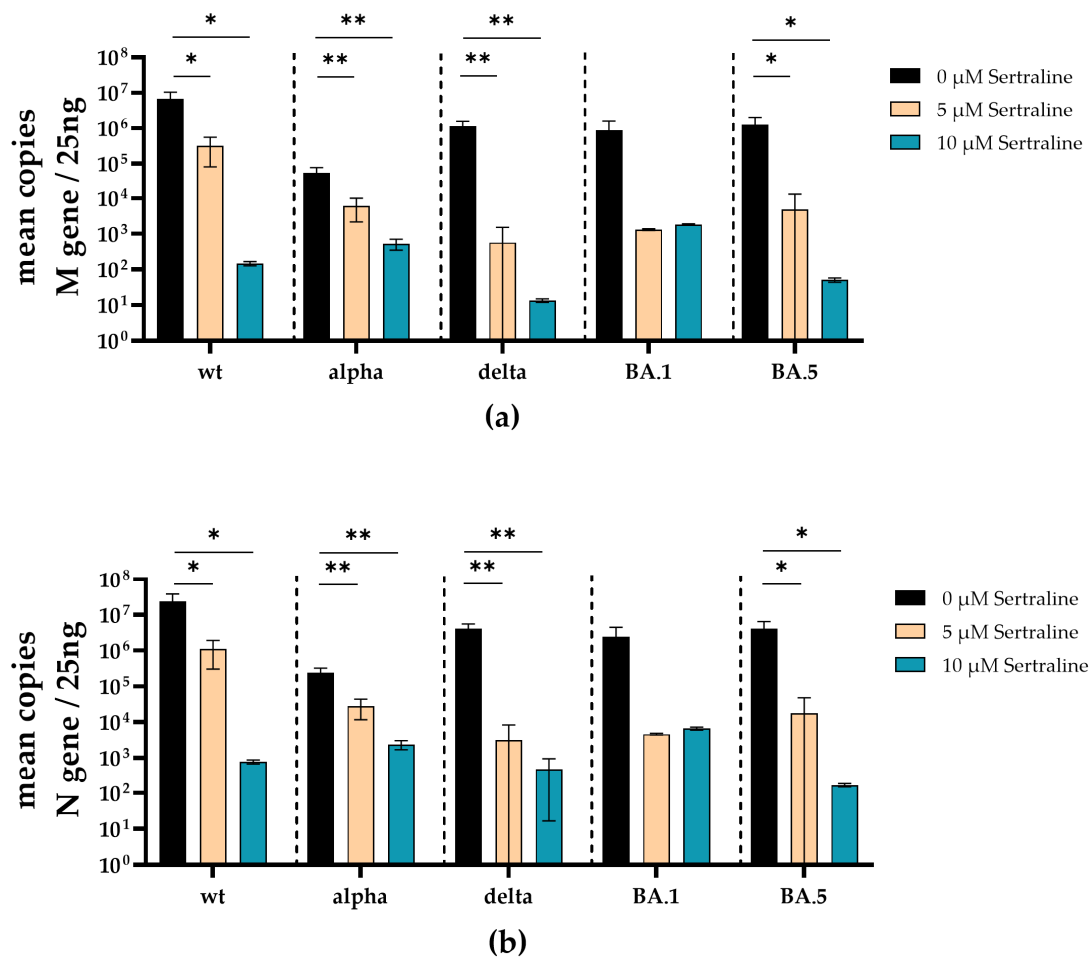 * ** ** *
* ** ** *
mean copies
M gene / 25ng
10⁸
10⁷
10⁶
10⁵
10⁴
10³
10²
10¹
10⁰
0 µM Sertraline
5 µM Sertraline
10 µM Sertraline
wt alpha delta BA.1 BA.5
(a)
* ** ** *
* ** ** *
mean copies
N gene / 25ng
10⁸
10⁷
10⁶
10⁵
10⁴
10³
10²
10¹
10⁰
0 µM Sertraline
5 µM Sertraline
10 µM Sertraline
wt alpha delta BA.1 BA.5
(b)